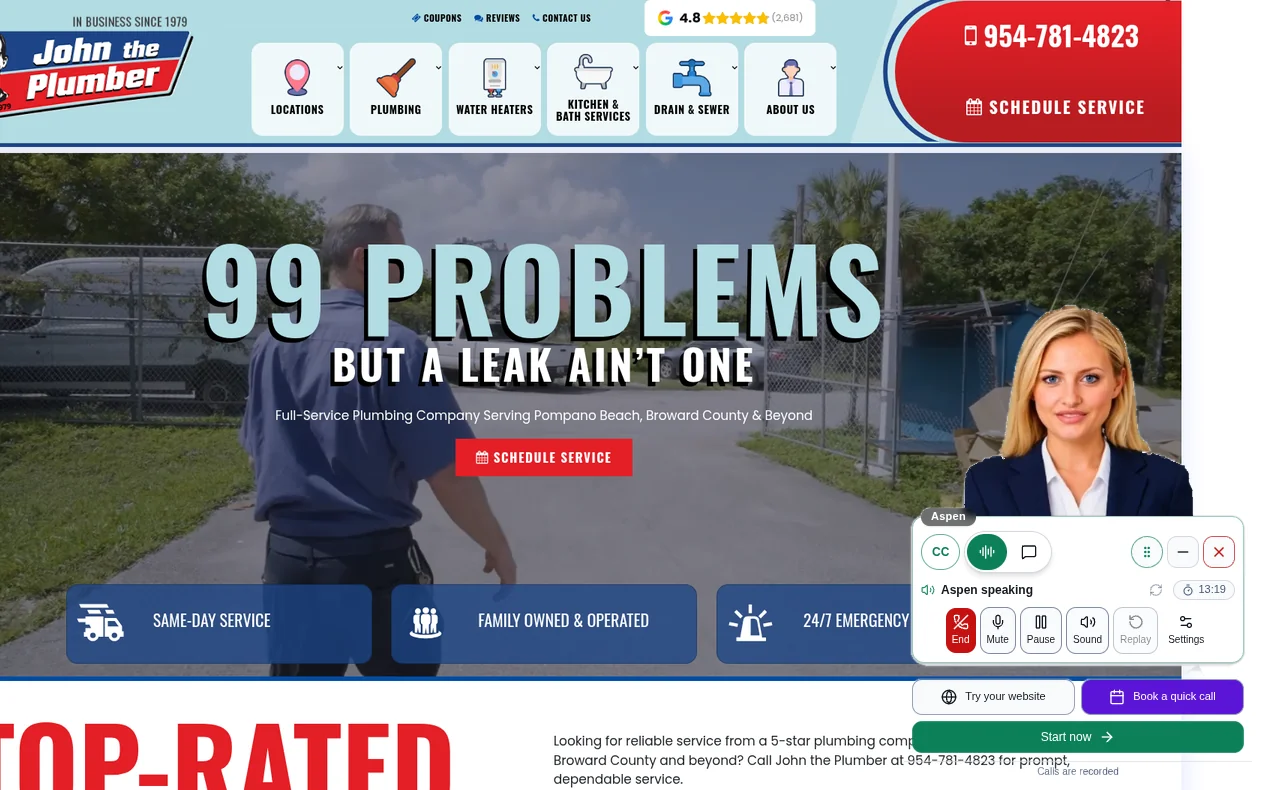 IN BUSINESS SINCE 1979
John the
Plumber
COUPONS
REVIEWS
CONTACT US
4.8
(2,681)
LOCATIONS
PLUMBING
WATER HEATERS
KITCHEN &
BATH SERVICES
DRAIN & SEWER
ABOUT US
954-781-4823
SCHEDULE SERVICE
99 PROBLEMS
BUT A LEAK AIN'T ONE
Full-Service Plumbing Company Serving Pompano Beach, Broward County & Beyond
SCHEDULE SERVICE
SAME-DAY SERVICE
FAMILY OWNED & OPERATED
24/7 EMERGENCY
Aspen
CC
Aspen speaking
13:19
End
Mute
Pause
Sound
Replay
Settings
Try your website
Book a quick call
Start now
Calls are recorded
TOP-RATED
Looking for reliable service from a 5-star plumbing
Broward County and beyond? Call John the Plumber at 954-781-4823 for prompt,
dependable service.